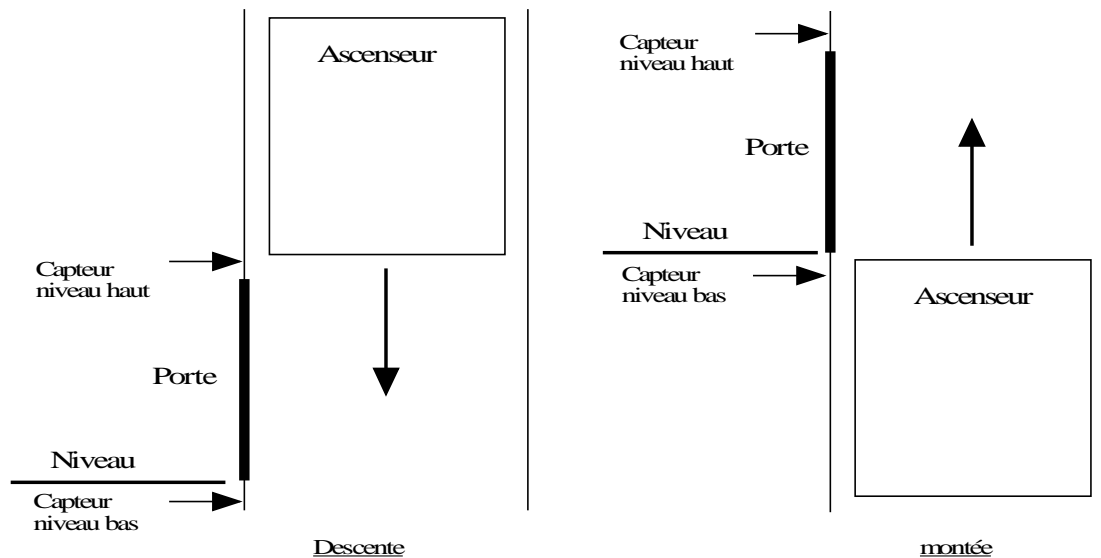 Ascenseur
Capteur
niveau haut
Porte
Niveau
Capteur
niveau bas
Descente
Capteur
niveau haut
Porte
Niveau
Capteur
niveau bas
Ascenseur
montée